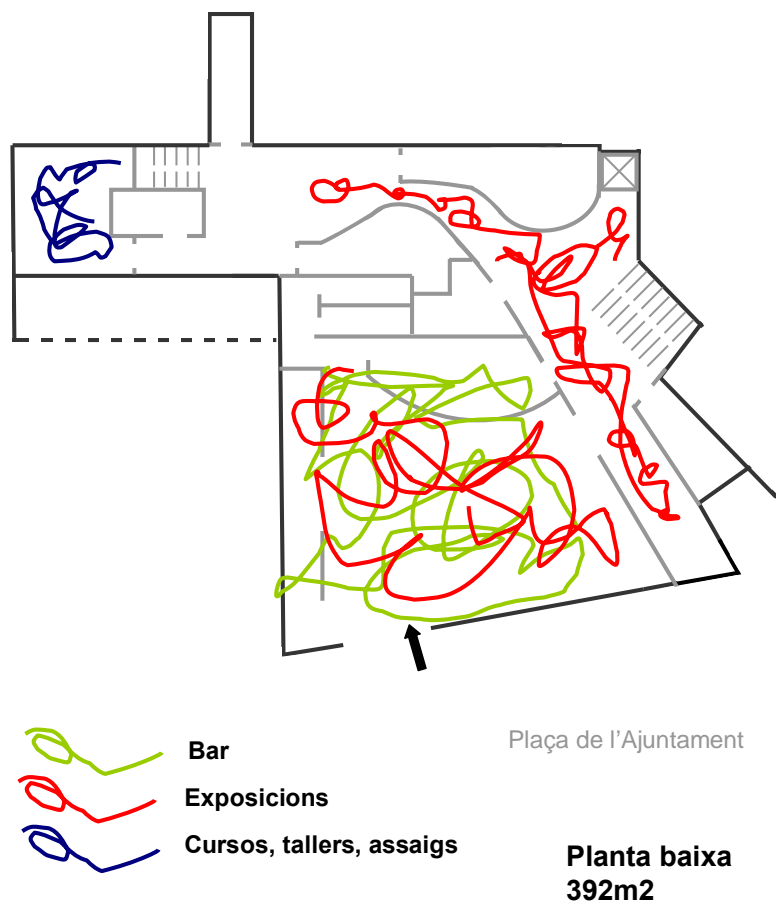 Bar
Plaça de l'Ajuntament
Exposicions
Cursos, tallers, assaigs
Planta baixa
392m2